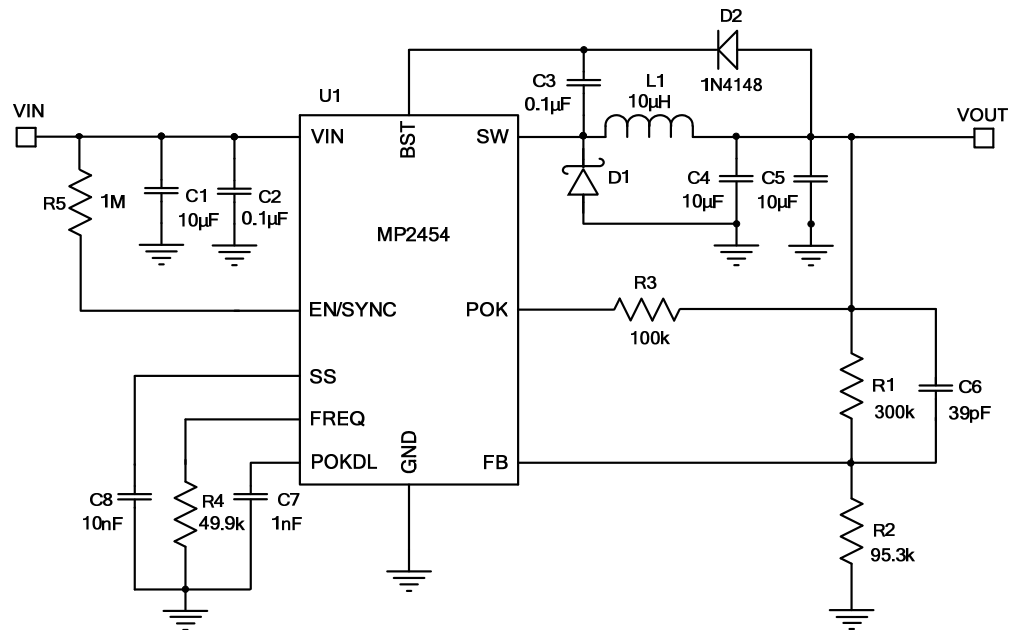 D2
1N4148
C3
0.1µF
L1
10µH
U1
VIN
VOUT
VIN
BST
SW
R5
1M
C1
10µF
C2
0.1µF
D1
C4
10µF
C5
10µF
MP2454
EN/SYNC
POK
R3
100k
SS
FREQ
POKDL
GND
FB
R1
300k
C6
39pF
C8
10nF
R4
49.9k
C7
1nF
R2
95.3k